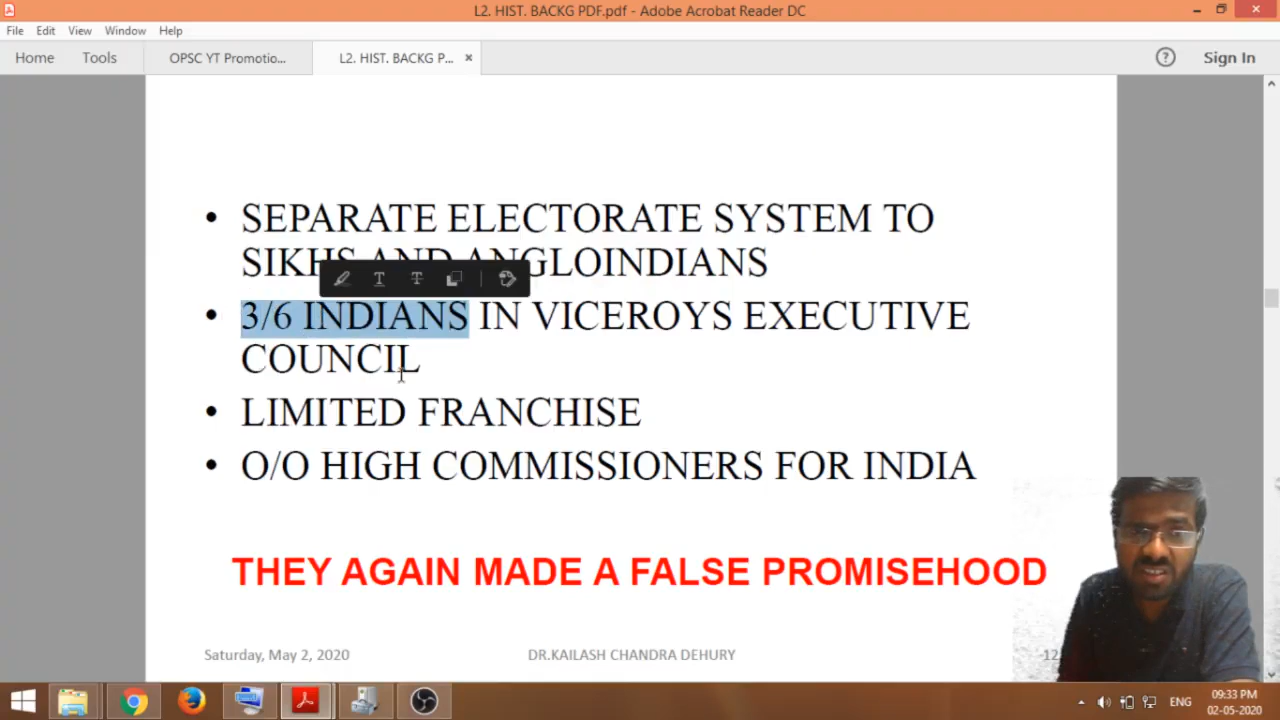 L2. HIST. BACKG PDF.pdf - Adobe Acrobat Reader DC
File Edit View Window Help
Home Tools OPSC YT Promotio... L2. HIST. BACKG P... × ? Sign In
• SEPARATE ELECTORATE SYSTEM TO
SIKHS AND ANGLOINDIANS
• 3/6 INDIANS IN VICEROYS EXECUTIVE
COUNCIL
• LIMITED FRANCHISE
• O/O HIGH COMMISSIONERS FOR INDIA
THEY AGAIN MADE A FALSE PROMISEHOOD
Saturday, May 2, 2020 DR.KAILASH CHANDRA DEHURY
ENG 09:33 PM
02-05-2020